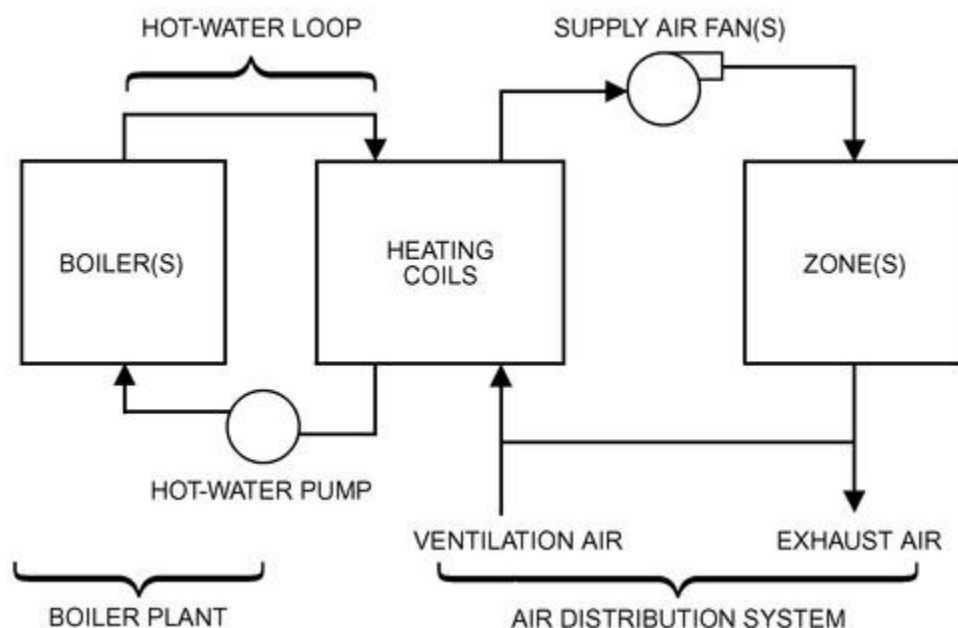 HOT-WATER LOOP
SUPPLY AIR FAN(S)
BOILER(S)
HEATING
COILS
ZONE(S)
HOT-WATER PUMP
VENTILATION AIR
EXHAUST AIR
BOILER PLANT
AIR DISTRIBUTION SYSTEM